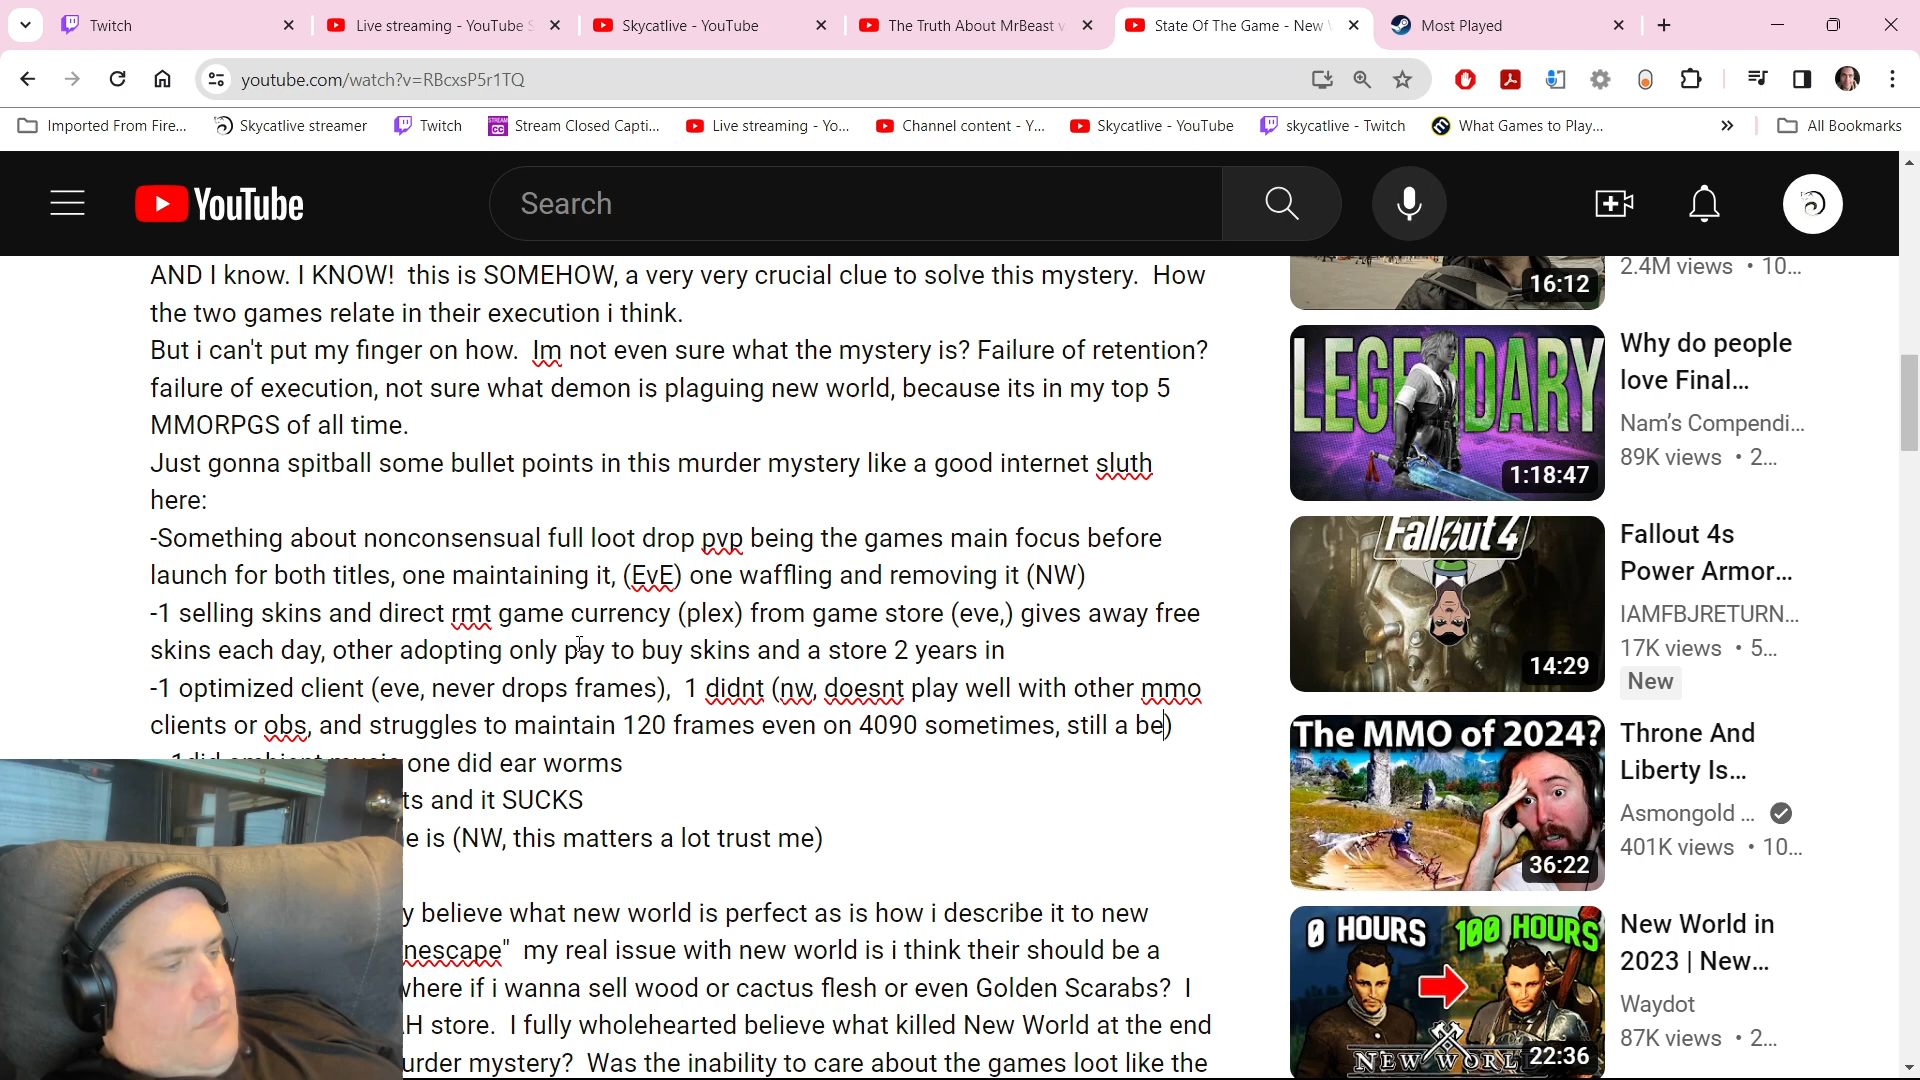 Twitch
Live streaming - YouTube S
Skycatlive - YouTube
The Truth About MrBeast v
State Of The Game - New
Most Played
youtube.com/watch?v=RBcxsP5r1TQ
Imported From Fire...
Skycatlive streamer
Twitch
Stream Closed Capti...
Live streaming - Yo...
Channel content - Y...
Skycatlive - YouTube
skycatlive - Twitch
What Games to Play...
All Bookmarks
YouTube
Search
AND I know. I KNOW!  this is SOMEHOW, a very very crucial clue to solve this mystery.  How
the two games relate in their execution i think.
But i can't put my finger on how.  Im not even sure what the mystery is? Failure of retention?
failure of execution, not sure what demon is plaguing new world, because its in my top 5
MMORPGS of all time.
Just gonna spitball some bullet points in this murder mystery like a good internet sluth
here:
-Something about nonconsensual full loot drop pvp being the games main focus before
launch for both titles, one maintaining it, (EvE) one waffling and removing it (NW)
-1 selling skins and direct rmt game currency (plex) from game store (eve,) gives away free
skins each day, other adopting only pay to buy skins and a store 2 years in
-1 optimized client (eve, never drops frames),  1 didnt (nw, doesnt play well with other mmo
clients or obs, and struggles to maintain 120 frames even on 4090 sometimes, still a be)
one did ear worms
ts and it SUCKS
e is (NW, this matters a lot trust me)
y believe what new world is perfect as is how i describe it to new
nescape"  my real issue with new world is i think their should be a
where if i wanna sell wood or cactus flesh or even Golden Scarabs?  I
H store.  I fully wholehearted believe what killed New World at the end
urder mystery?  Was the inability to care about the games loot like the
16:12
2.4M views • 10...
LEGENDARY
1:18:47
Why do people
love Final...
Nam's Compendi...
89K views • 2...
Fallout 4
14:29
Fallout 4s
Power Armor...
IAMFBJRETURN...
17K views • 5...
New
The MMO of 2024?
36:22
Throne And
Liberty Is...
Asmongold ...
401K views • 10...
0 HOURS
100 HOURS
NEW WORL
22:36
New World in
2023 | New...
Waydot
87K views • 2...